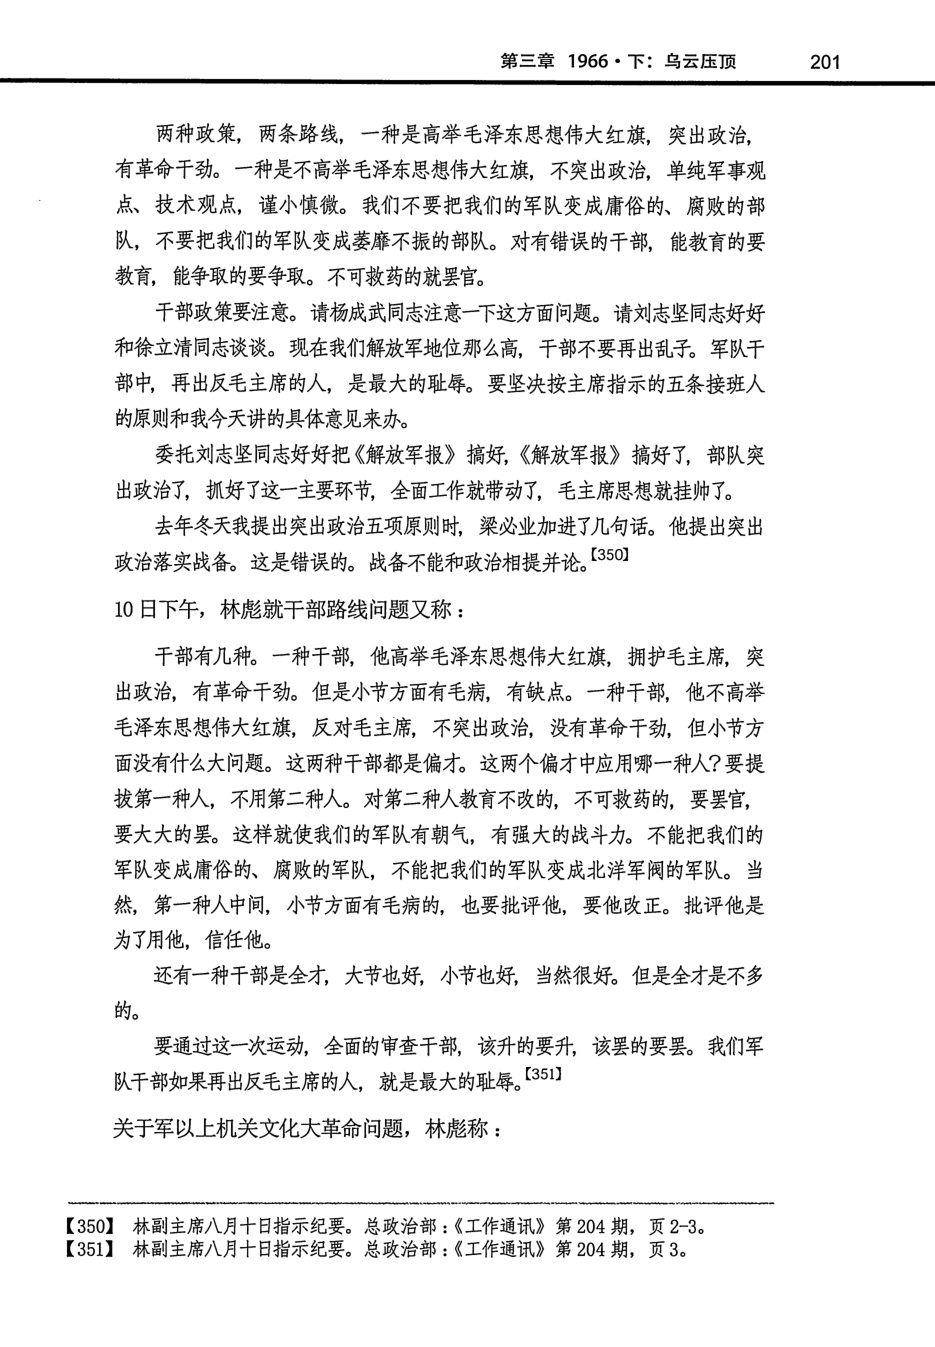 第三章 1966·下：乌云压顶 201
两种政策，两条路线，一种是高举毛泽东思想伟大红旗，突出政治，
有革命干劲。一种是不高举毛泽东思想伟大红旗，不突出政治，单纯军事观
点、技术观点，谨小慎微。我们不要把我们的军队变成庸俗的、腐败的部
队，不要把我们的军队变成萎靡不振的部队。对有错误的干部，能教育的要
教育，能争取的要争取。不可救药的就罢官。
干部政策要注意。请杨成武同志注意一下这方面问题。请刘志坚同志好好
和徐立清同志谈谈。现在我们解放军地位那么高，干部不要再出乱子。军队干
部中，再出反毛主席的人，是最大的耻辱。要坚决按主席指示的五条接班人
的原则和我今天讲的具体意见来办。
委托刘志坚同志好好把《解放军报》搞好，《解放军报》搞好了，部队突
出政治了，抓好了这一主要环节，全面工作就带动了，毛主席思想就挂帅了。
去年冬天我提出突出政治五项原则时，梁必业加进了几句话。他提出突出
政治落实战备。这是错误的。战备不能和政治相提并论。【350】
10 日下午，林彪就干部路线问题又称：
干部有几种。一种干部，他高举毛泽东思想伟大红旗，拥护毛主席，突
出政治，有革命干劲。但是小节方面有毛病，有缺点。一种干部，他不高举
毛泽东思想伟大红旗，反对毛主席，不突出政治，没有革命干劲，但小节方
面没有什么大问题。这两种干部都是偏才。这两个偏才中应用哪一种人？要提
拔第一种人，不用第二种人。对第二种人教育不改的，不可救药的，要罢官，
要大大的罢。这样就使我们的军队有朝气，有强大的战斗力。不能把我们的
军队变成庸俗的、腐败的军队，不能把我们的军队变成北洋军阀的军队。当
然，第一种人中间，小节方面有毛病的，也要批评他，要他改正。批评他是
为了用他，信任他。
还有一种干部是全才，大节也好，小节也好，当然很好。但是全才是不多
的。
要通过这一次运动，全面的审查干部，该升的要升，该罢的要罢。我们军
队干部如果再出反毛主席的人，就是最大的耻辱。【351】
关于军以上机关文化大革命问题，林彪称：
【350】 林副主席八月十日指示纪要。总政治部：《工作通讯》第 204 期，页 2-3。
【351】 林副主席八月十日指示纪要。总政治部：《工作通讯》第 204 期，页 3。